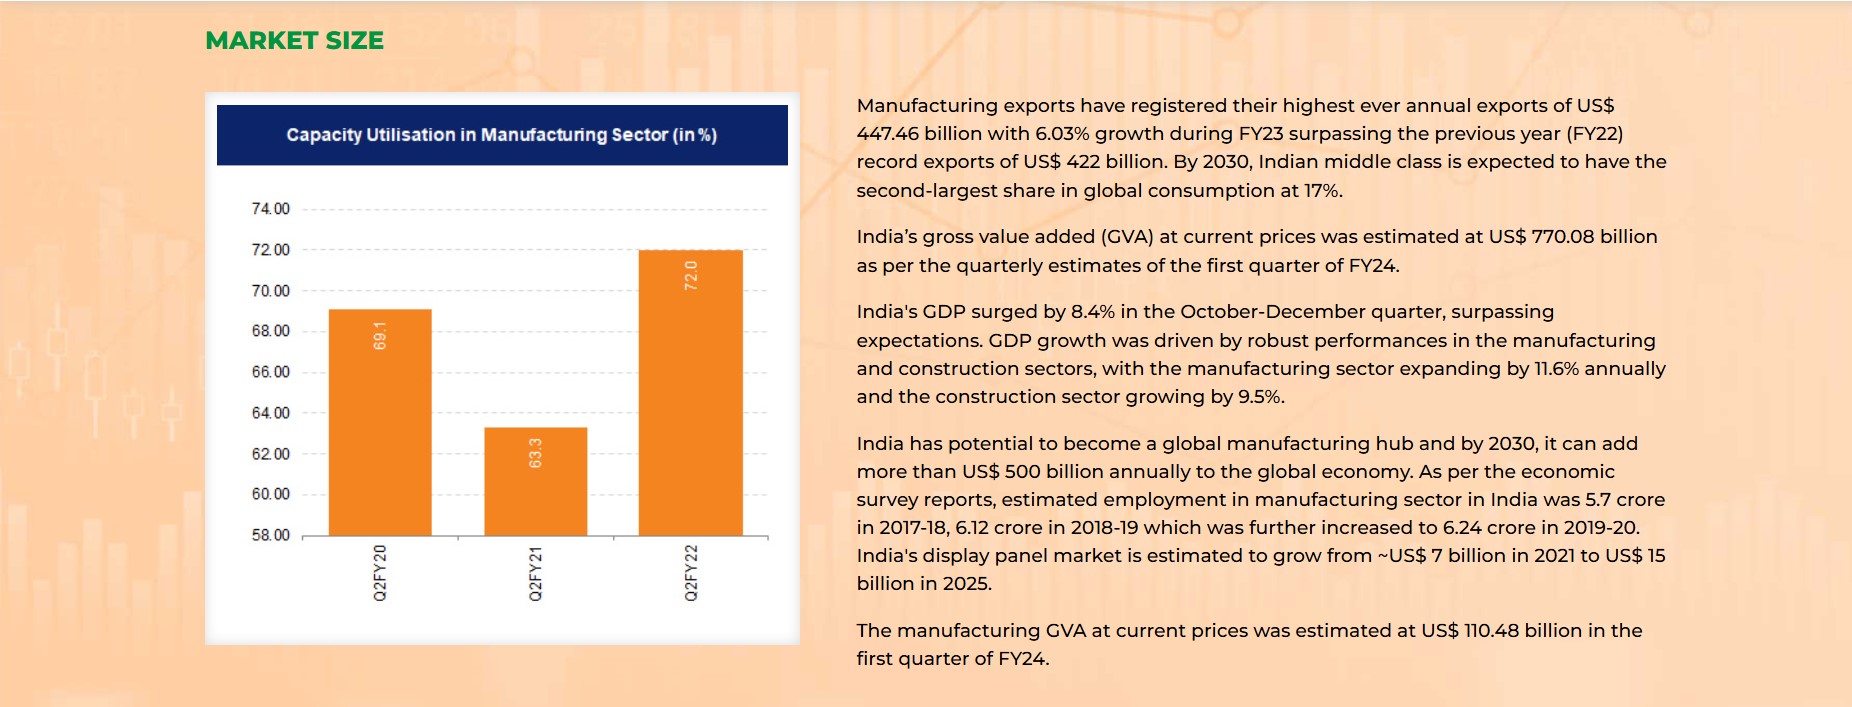 MARKET SIZE
Capacity Utilisation in Manufacturing Sector (in %)
74.00
72.00
70.00
68.00
66.00
64.00
62.00
60.00
58.00
69.1
63.3
72.0
Q2FY20
Q2FY21
Q2FY22
Manufacturing exports have registered their highest ever annual exports of US$
447.46 billion with 6.03% growth during FY23 surpassing the previous year (FY22)
record exports of US$ 422 billion. By 2030, Indian middle class is expected to have the
second-largest share in global consumption at 17%.
India’s gross value added (GVA) at current prices was estimated at US$ 770.08 billion
as per the quarterly estimates of the first quarter of FY24.
India's GDP surged by 8.4% in the October-December quarter, surpassing
expectations. GDP growth was driven by robust performances in the manufacturing
and construction sectors, with the manufacturing sector expanding by 11.6% annually
and the construction sector growing by 9.5%.
India has potential to become a global manufacturing hub and by 2030, it can add
more than US$ 500 billion annually to the global economy. As per the economic
survey reports, estimated employment in manufacturing sector in India was 5.7 crore
in 2017-18, 6.12 crore in 2018-19 which was further increased to 6.24 crore in 2019-20.
India's display panel market is estimated to grow from ~US$ 7 billion in 2021 to US$ 15
billion in 2025.
The manufacturing GVA at current prices was estimated at US$ 110.48 billion in the
first quarter of FY24.